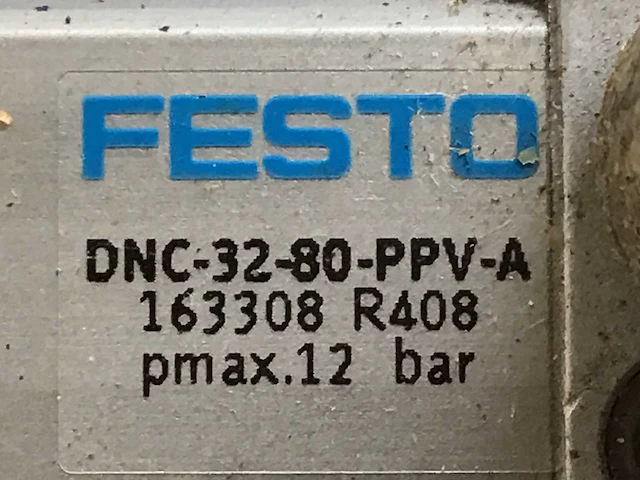 FESTO
DNC-32-80-PPV-A
163308 R408
pmax.12 bar